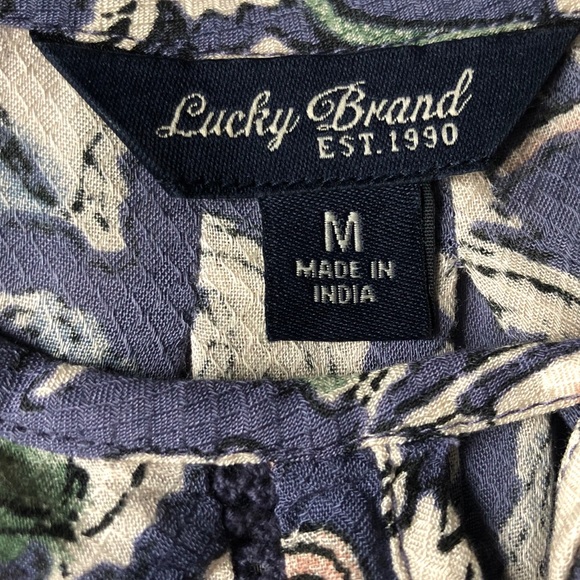 Lucky Brand
EST.1990
M
MADE IN
INDIA